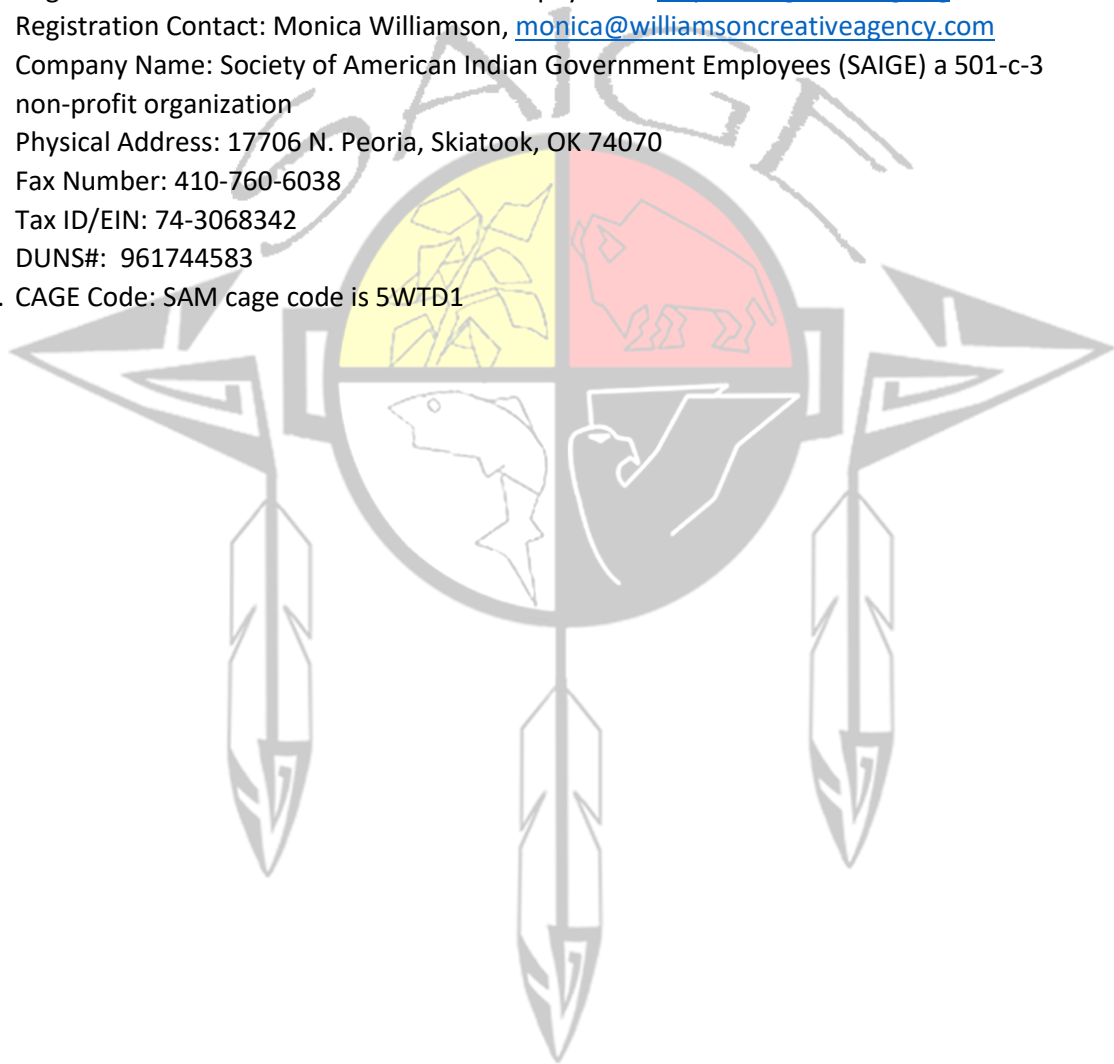 Registration Contact: Monica Williamson, monica@williamsoncreativeagency.com
Company Name: Society of American Indian Government Employees (SAIGE) a 501-c-3
non-profit organization
Physical Address: 17706 N. Peoria, Skiatook, OK 74070
Fax Number: 410-760-6038
Tax ID/EIN: 74-3068342
DUNS#: 961744583
. CAGE Code: SAM cage code is 5WTD1
SAIGE